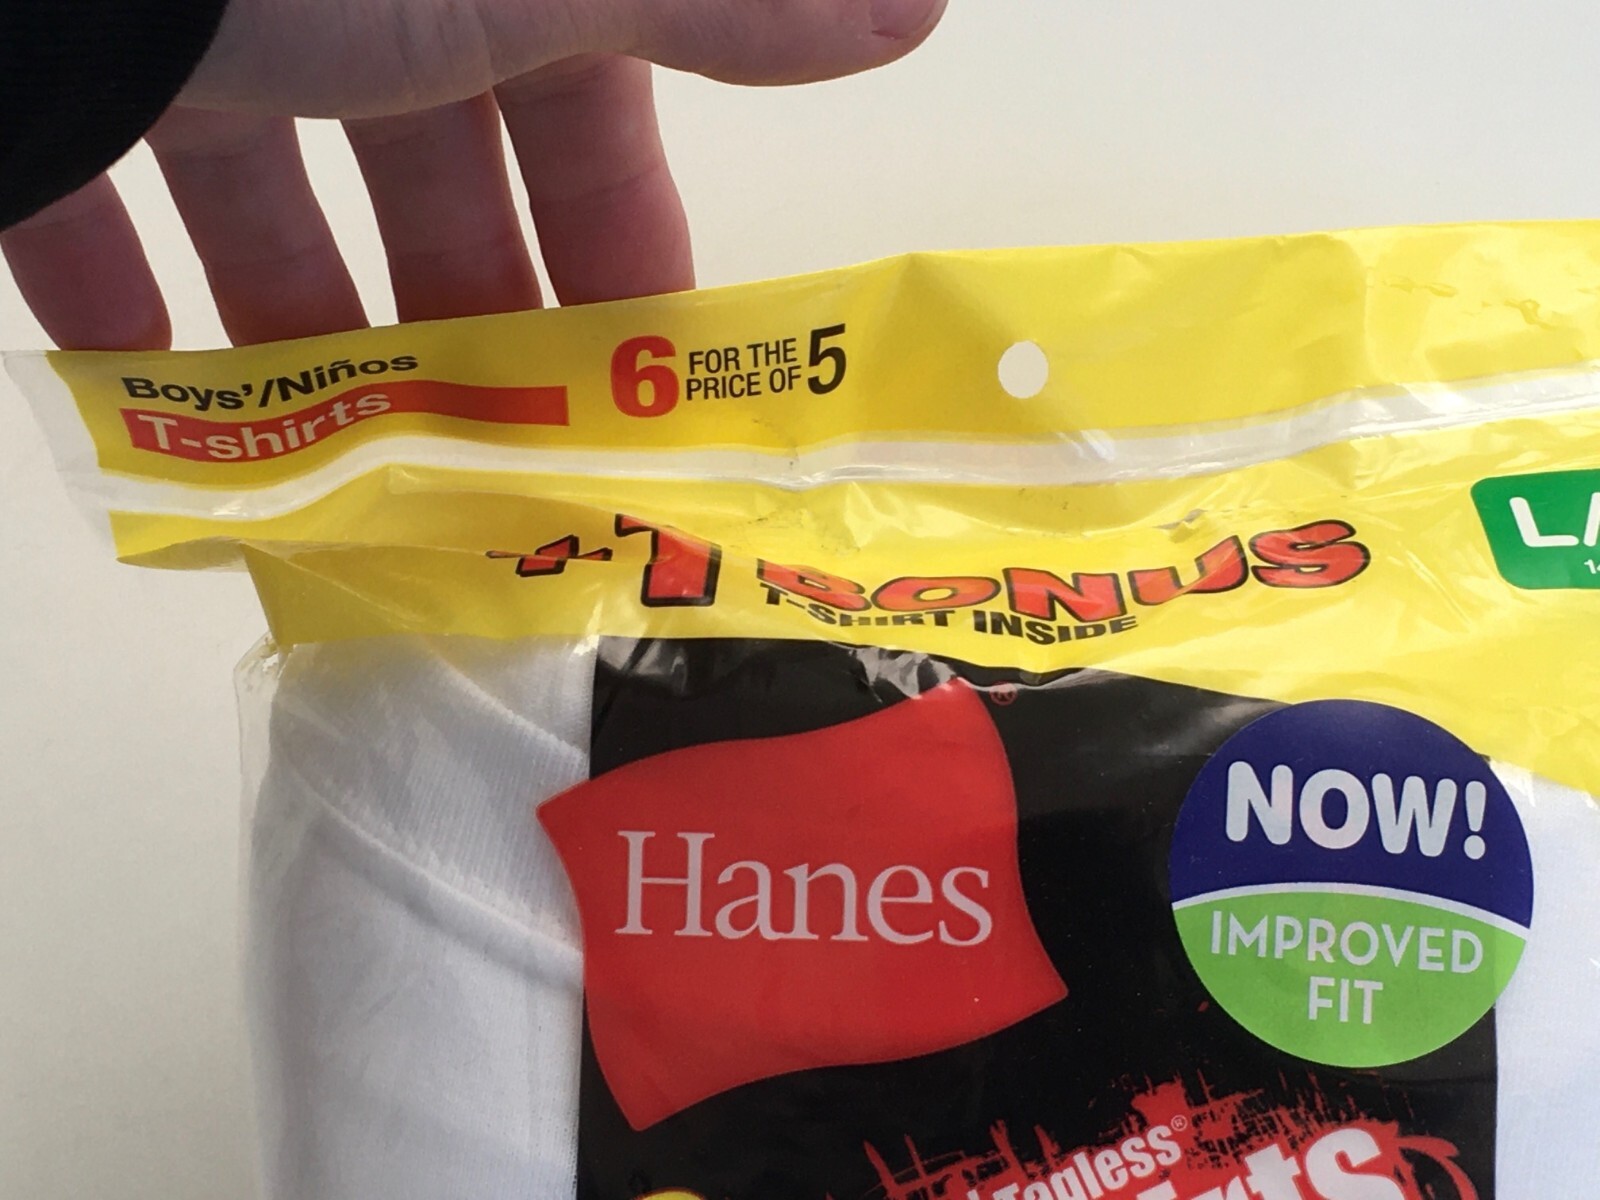 Boys'/Niños
T-shirts
6 FOR THE
PRICE OF 5
+1 BONUS
T-SHIRT INSIDE
Hanes
®
NOW!
IMPROVED
FIT
Tagless®